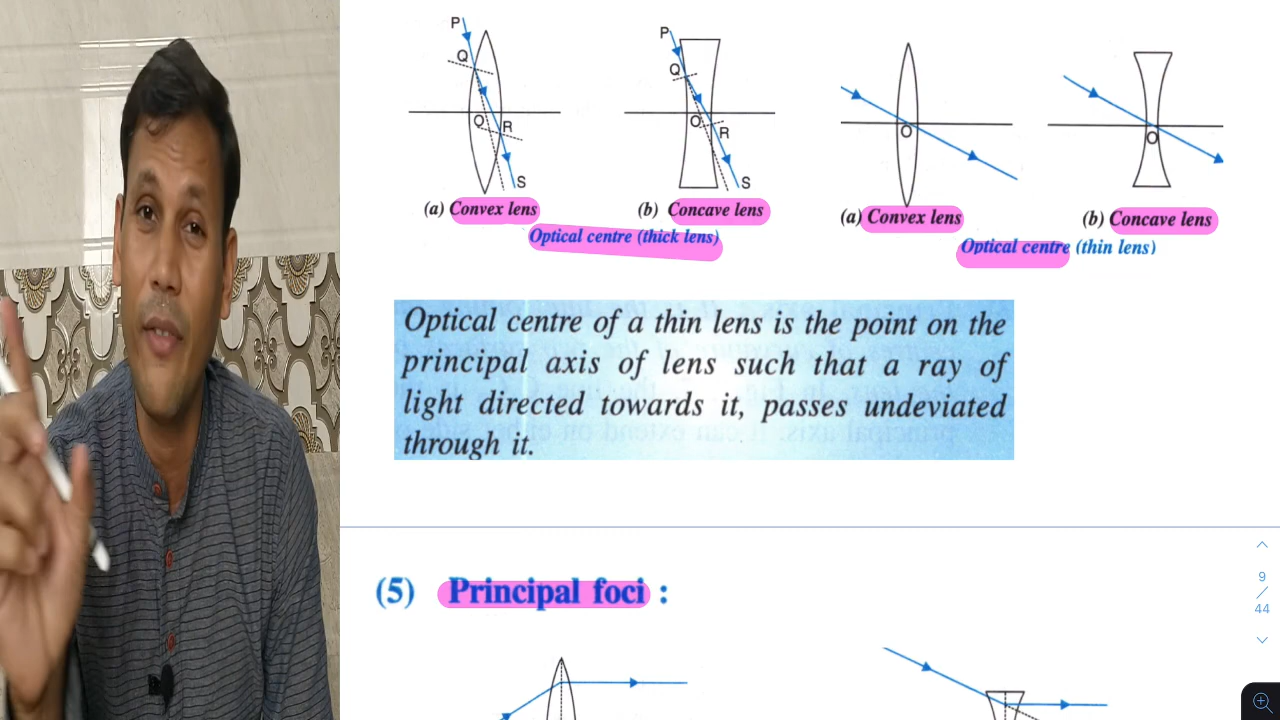 P
Q
Q
R
S
P
Q
O
R
S
O
O
(a) Convex lens
(b) Concave lens
(a) Convex lens
(b) Concave lens
Optical centre (thick lens)
Optical centre (thin lens)
Optical centre of a thin lens is the point on the
principal axis of lens such that a ray of
light directed towards it, passes undeviated
through it.
(5) Principal foci :
9
/
44